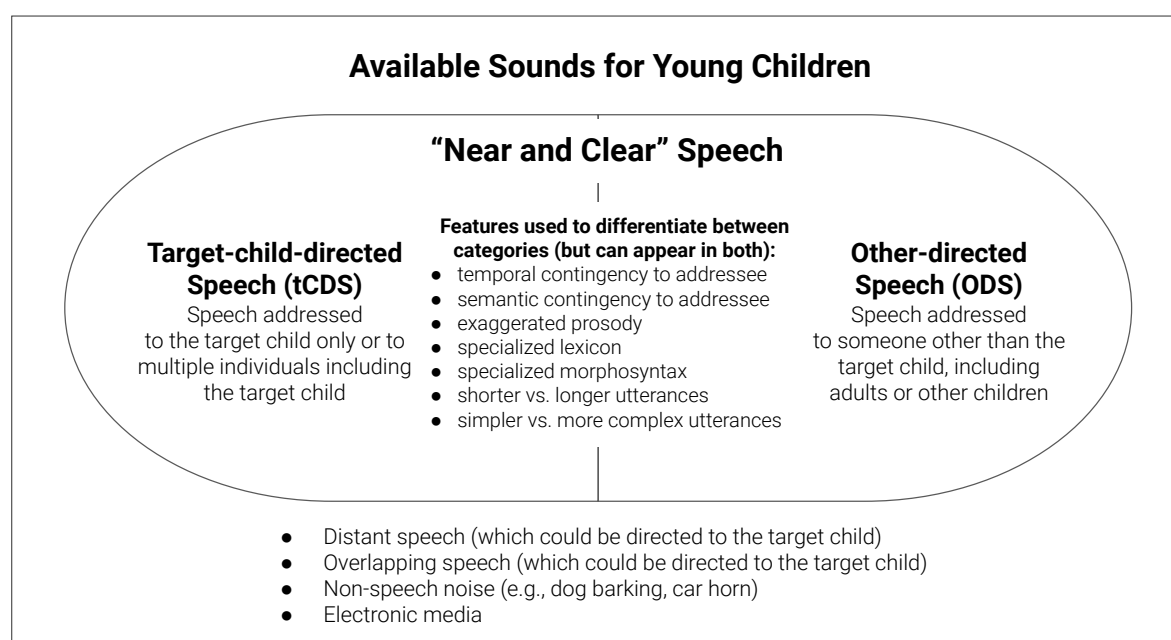 Available Sounds for Young Children
“Near and Clear” Speech
Target-child-directed
Speech (tCDS)
Speech addressed
to the target child only or to
multiple individuals including
the target child
Features used to differentiate between
categories (but can appear in both):
● temporal contingency to addressee
● semantic contingency to addressee
● exaggerated prosody
● specialized lexicon
● specialized morphosyntax
● shorter vs. longer utterances
● simpler vs. more complex utterances
Other-directed
Speech (ODS)
Speech addressed
to someone other than the
target child, including
adults or other children
● Distant speech (which could be directed to the target child)
● Overlapping speech (which could be directed to the target child)
● Non-speech noise (e.g., dog barking, car horn)
● Electronic media